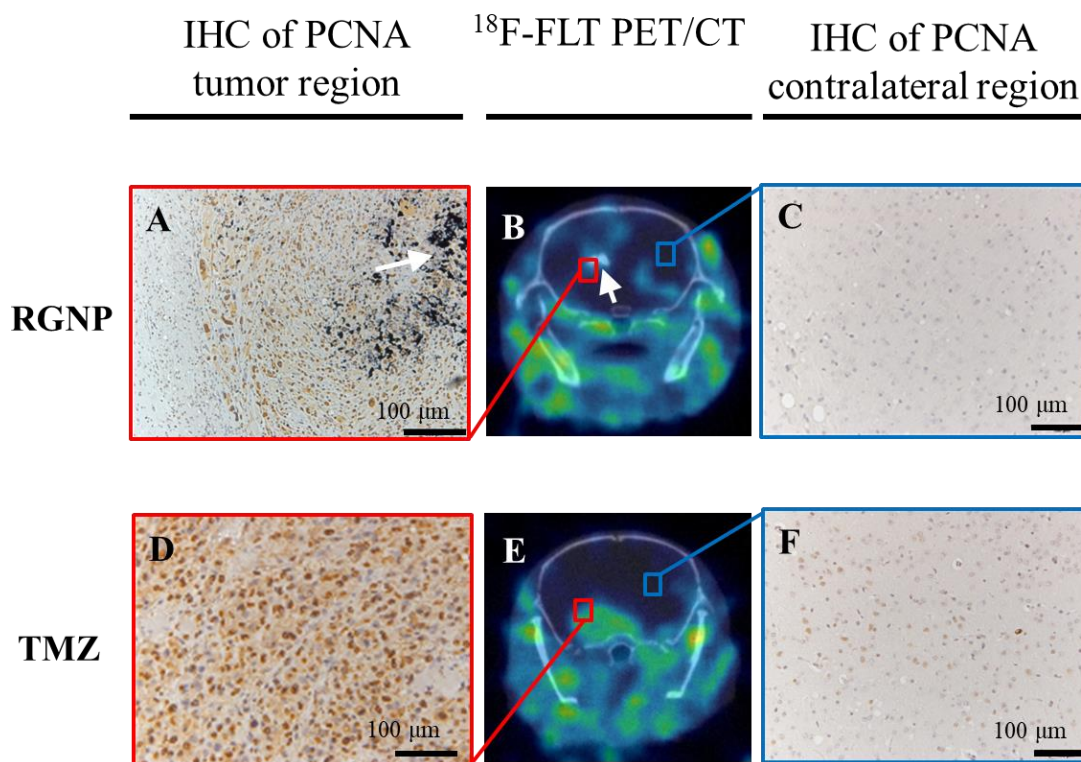 IHC of PCNA
tumor region
¹⁸F-FLT PET/CT
IHC of PCNA
contralateral region
RGNP
A
100 μm
B
C
100 μm
TMZ
D
100 μm
E
F
100 μm